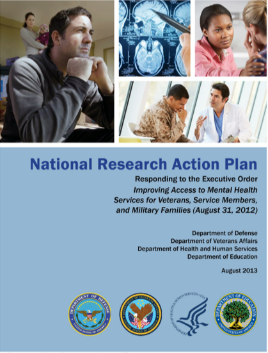 National Research Action Plan
Responding to the Executive Order
Improving Access to Mental Health
Services for Veterans, Service Members,
and Military Families (August 31, 2012)
Department of Defense
Department of Veterans Affairs
Department of Health and Human Services
Department of Education
August 2013